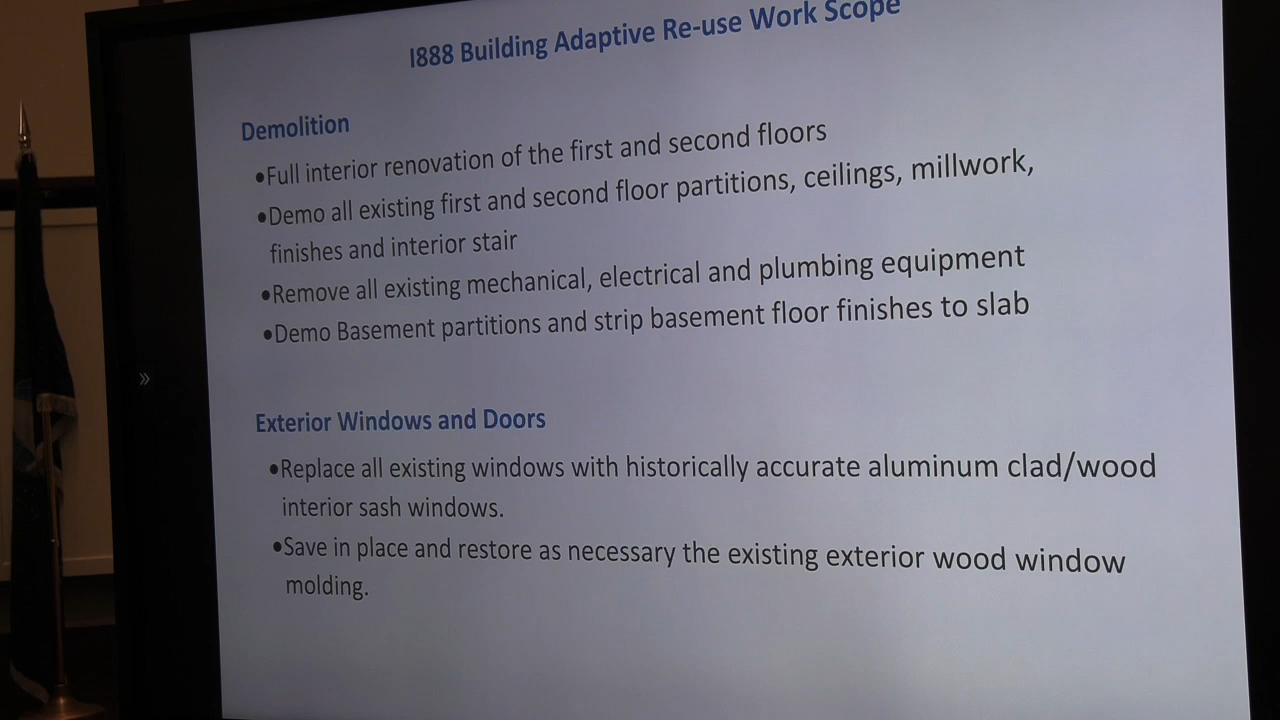 1888 Building Adaptive Re-use Work Scope
Demolition
•Full interior renovation of the first and second floors
•Demo all existing first and second floor partitions, ceilings, millwork,
finishes and interior stair
•Remove all existing mechanical, electrical and plumbing equipment
•Demo Basement partitions and strip basement floor finishes to slab
»
Exterior Windows and Doors
•Replace all existing windows with historically accurate aluminum clad/wood
interior sash windows.
•Save in place and restore as necessary the existing exterior wood window
molding.